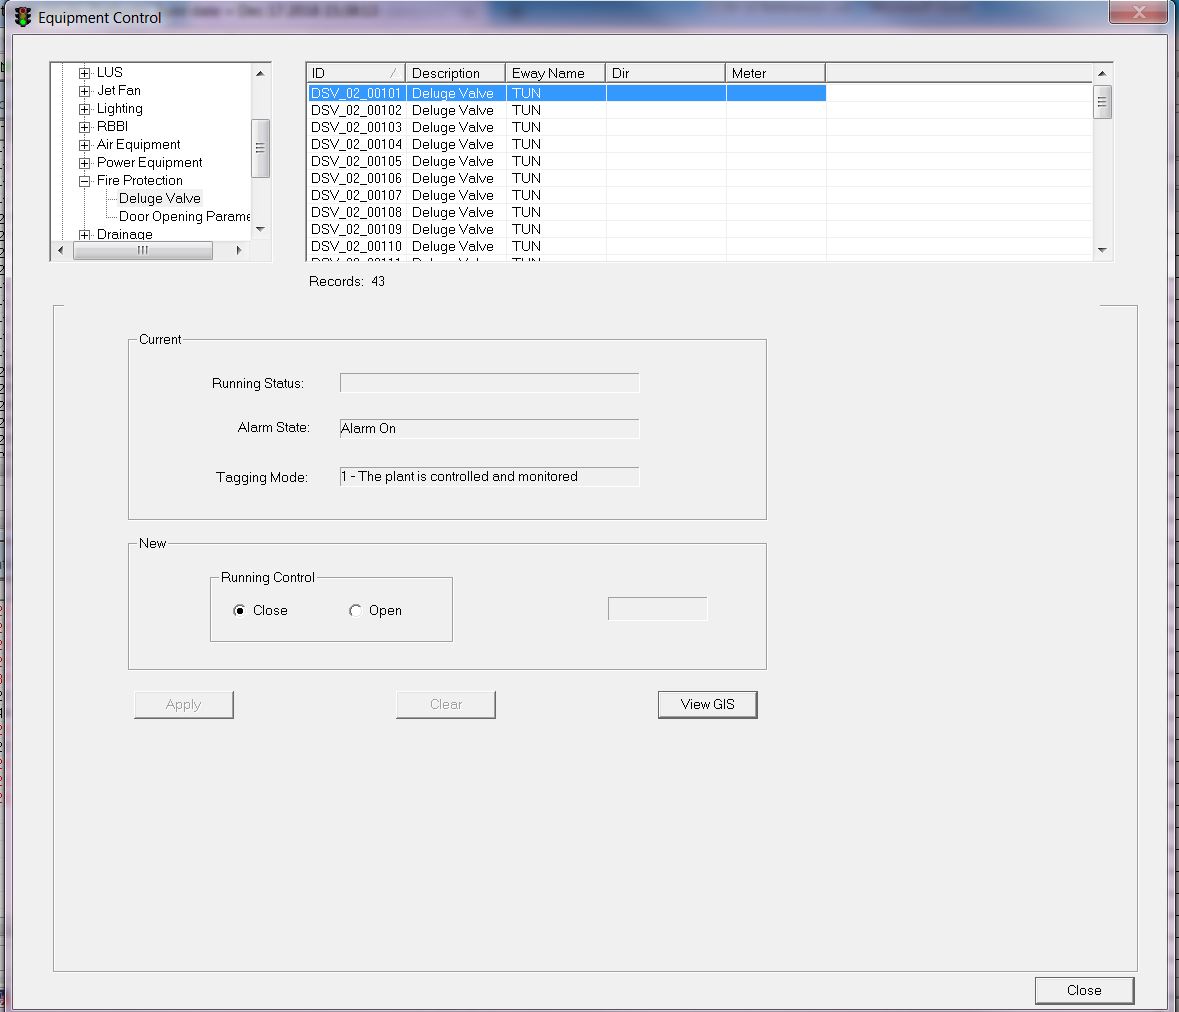 Equipment Control
LUS
Jet Fan
Lighting
RBBI
Air Equipment
Power Equipment
Fire Protection
Deluge Valve
Door Opening Parame
Drainage
ID Description Eway Name Dir Meter
DSV_02_00101 Deluge Valve TUN
DSV_02_00102 Deluge Valve TUN
DSV_02_00103 Deluge Valve TUN
DSV_02_00104 Deluge Valve TUN
DSV_02_00105 Deluge Valve TUN
DSV_02_00106 Deluge Valve TUN
DSV_02_00107 Deluge Valve TUN
DSV_02_00108 Deluge Valve TUN
DSV_02_00109 Deluge Valve TUN
DSV_02_00110 Deluge Valve TUN
Records: 43
Current
Running Status:
Alarm State: Alarm On
Tagging Mode: 1 - The plant is controlled and monitored
New
Running Control
Close Open
Apply Clear View GIS
Close